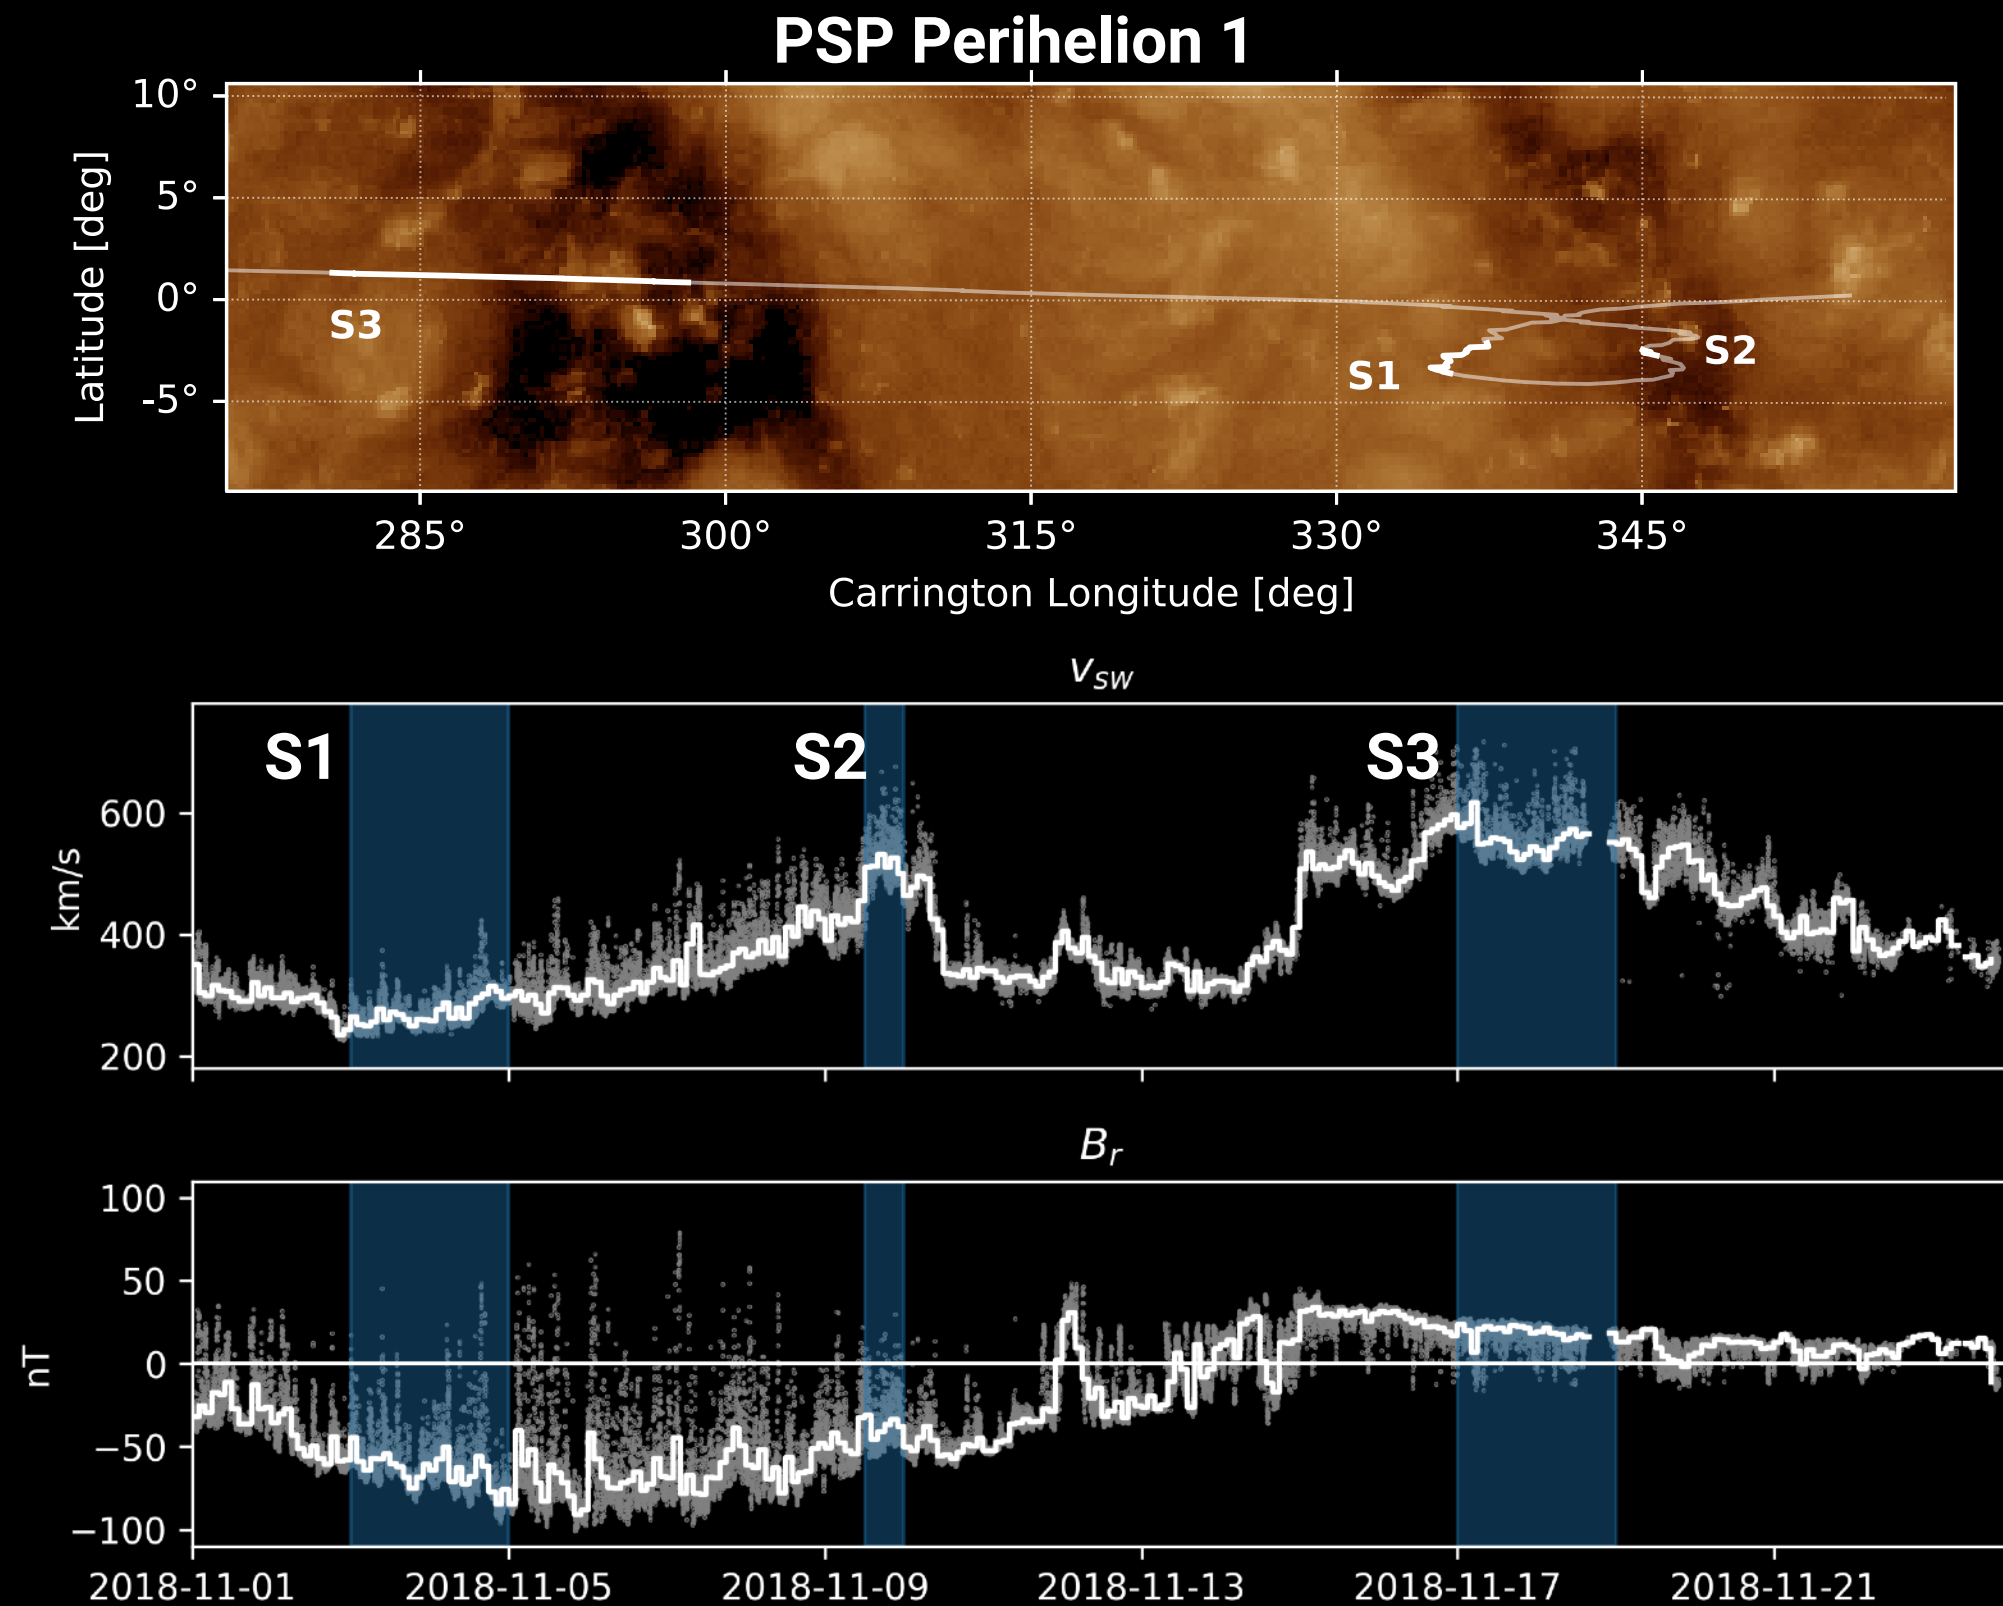 PSP Perihelion 1
10°
5°
0°
-5°
Latitude [deg]
S3
S1
S2
285° 300° 315° 330° 345°
Carrington Longitude [deg]
v_sw
S1 S2 S3
600
400
200
km/s
B_r
100
50
0
−50
−100
nT
2018-11-01 2018-11-05 2018-11-09 2018-11-13 2018-11-17 2018-11-21